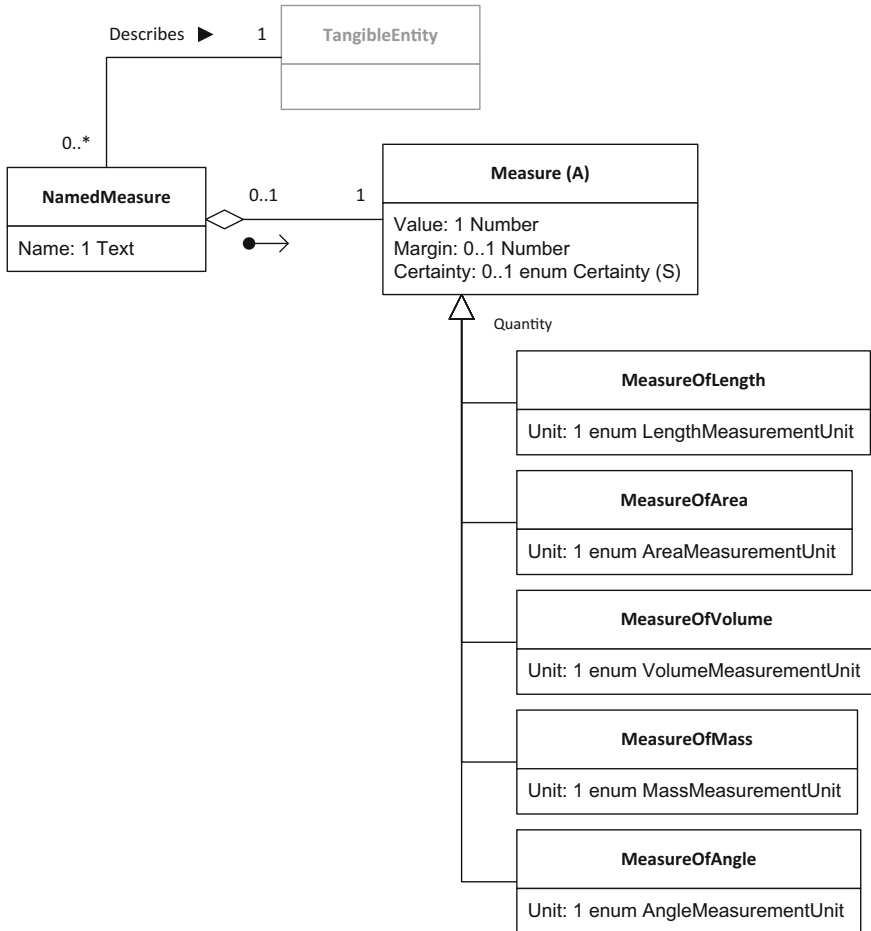 Describes ▶ 1
TangibleEntity
0..*
NamedMeasure
Name: 1 Text
0..1 1
Measure (A)
Value: 1 Number
Margin: 0..1 Number
Certainty: 0..1 enum Certainty (S)
Quantity
MeasureOfLength
Unit: 1 enum LengthMeasurementUnit
MeasureOfArea
Unit: 1 enum AreaMeasurementUnit
MeasureOfVolume
Unit: 1 enum VolumeMeasurementUnit
MeasureOfMass
Unit: 1 enum MassMeasurementUnit
MeasureOfAngle
Unit: 1 enum AngleMeasurementUnit